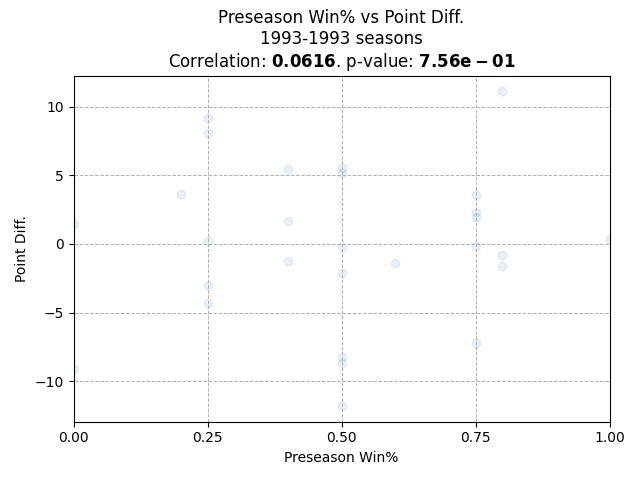 Preseason Win% vs Point Diff.
1993-1993 seasons
Correlation: 0.0616. p-value: 7.56e − 01
10
5
0
−5
−10
Point Diff.
0.00 0.25 0.50 0.75 1.00
Preseason Win%